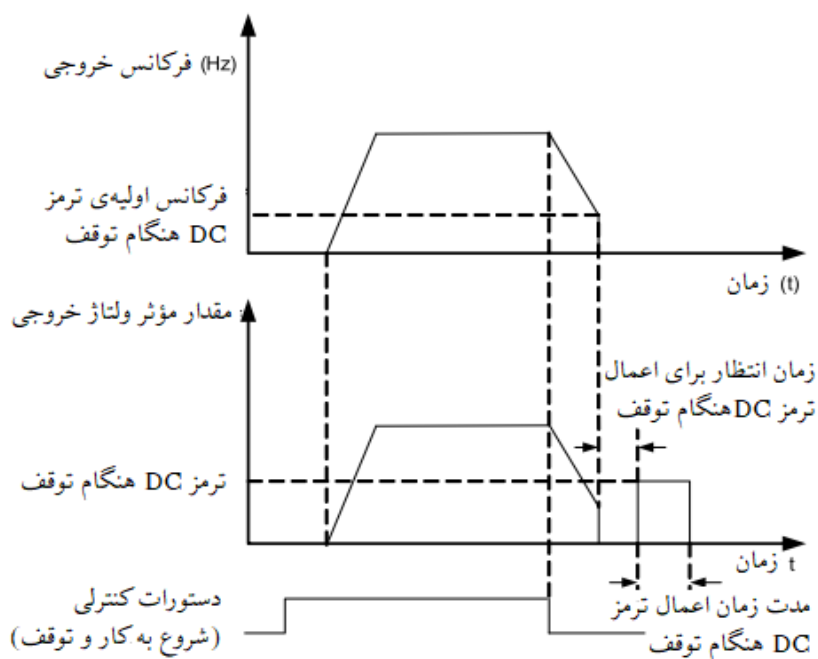 فرکانس خروجی (Hz)
فرکانس اولیه‌ی ترمز
DC هنگام توقف
زمان (t)
مقدار مؤثر ولتاژ خروجی
زمان انتظار برای اعمال
ترمز DC هنگام توقف
ترمز DC هنگام توقف
زمان t
دستورات کنترلی
(شروع به کار و توقف)
مدت زمان اعمال ترمز
DC هنگام توقف